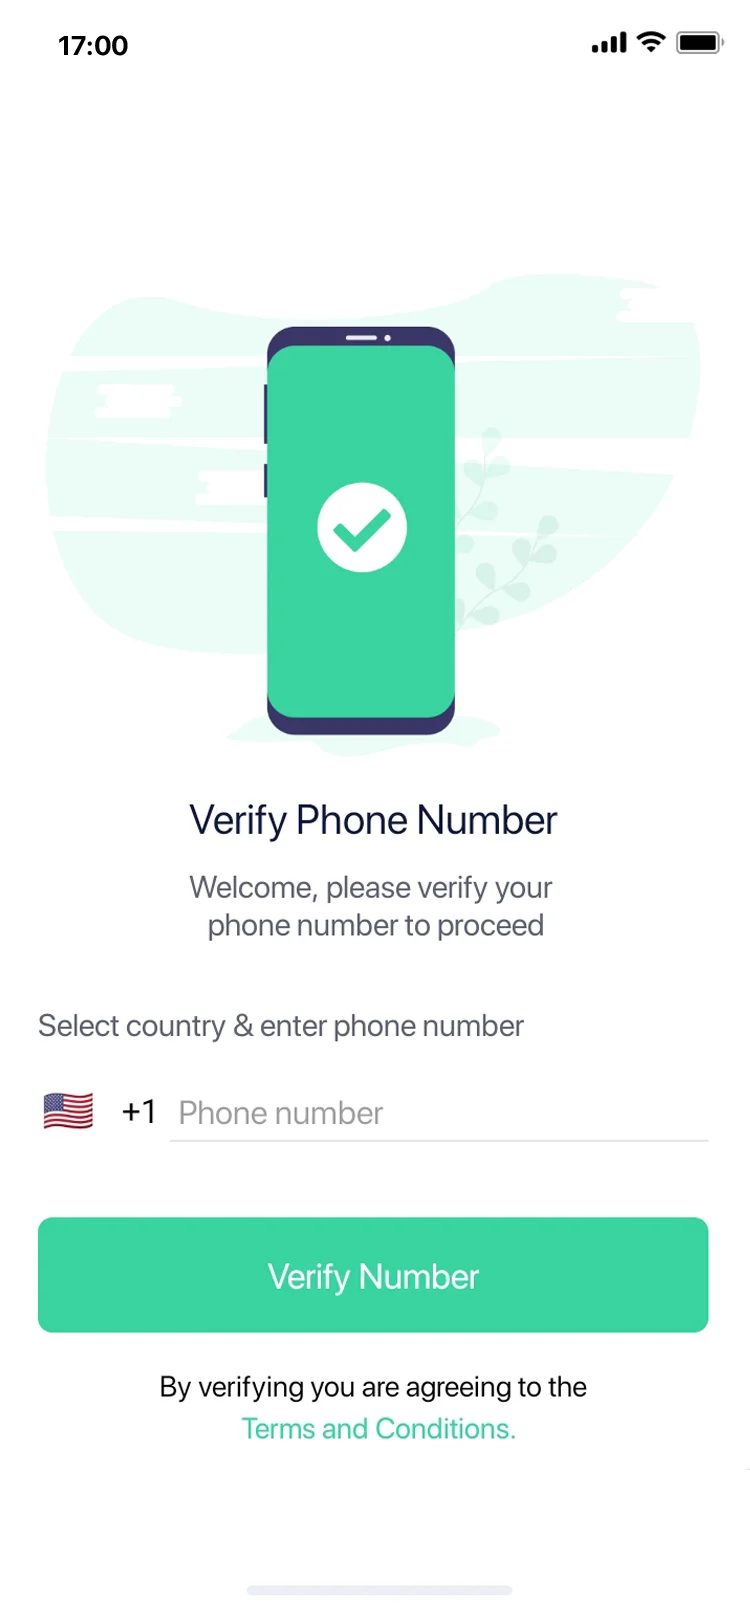 17:00
Verify Phone Number
Welcome, please verify your
phone number to proceed
Select country & enter phone number
+1 Phone number
Verify Number
By verifying you are agreeing to the
Terms and Conditions.